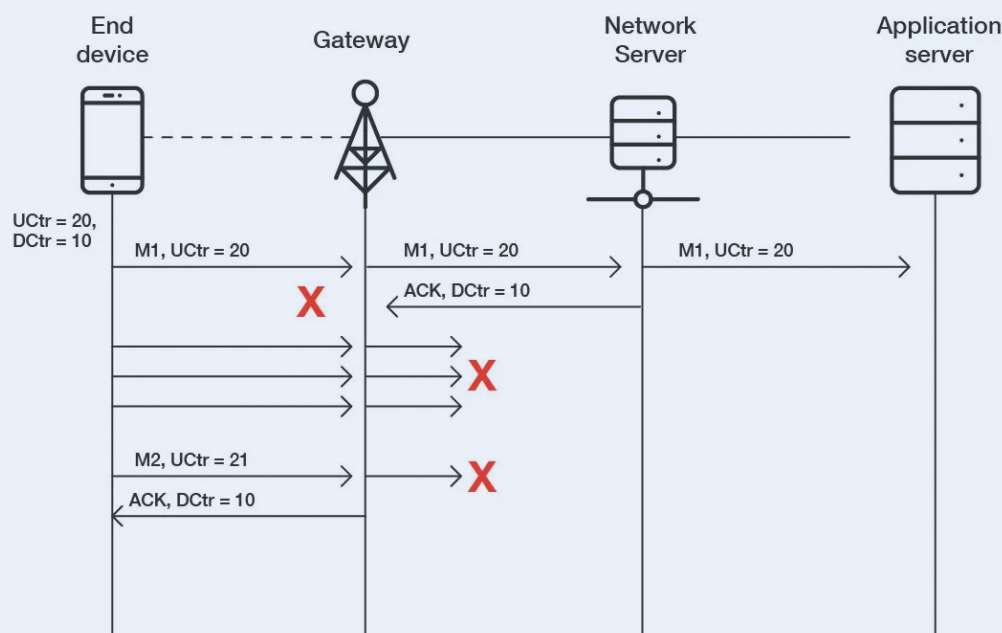 End
device
Gateway
Network
Server
Application
server
UCtr = 20,
DCtr = 10
M1, UCtr = 20
M1, UCtr = 20
M1, UCtr = 20
X
ACK, DCtr = 10
X
M2, UCtr = 21
X
ACK, DCtr = 10